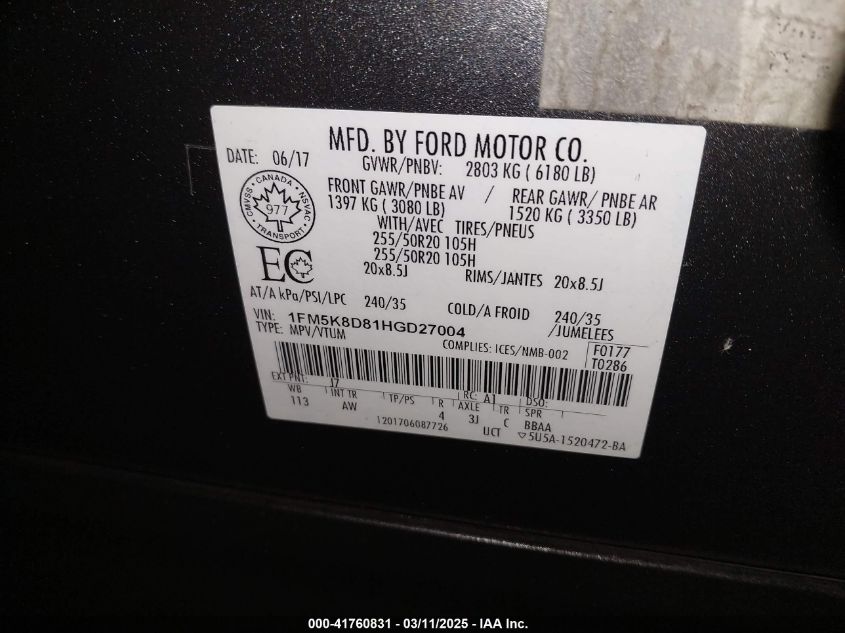 MFD. BY FORD MOTOR CO.
DATE: 06/17
GVWR/PNBV: 2803 KG ( 6180 LB)
FRONT GAWR/PNBE AV / REAR GAWR/ PNBE AR
1397 KG ( 3080 LB) 1520 KG ( 3350 LB)
CMVSS · CANADA · NSVAC
977
TRANSPORT
WITH/AVEC TIRES/PNEUS
255/50R20 105H
255/50R20 105H
EC
20x8.5J RIMS/JANTES 20x8.5J
AT/A kPa/PSI/LPC 240/35 COLD/A FROID 240/35
VIN: 1FM5K8D81HGD27004 /JUMELEES
TYPE: MPV/VTUM COMPLIES: ICES/NMB-002 F0177
T0286
EXT PNT: J7 RC: A1 DSO:
WB INT TR TP/PS R AXLE TR SPR
113 AW 4 3J C BBAA
1201706087726 UCT ▽5U5A-1520472-BA
000-41760831 - 03/11/2025 - IAA Inc.